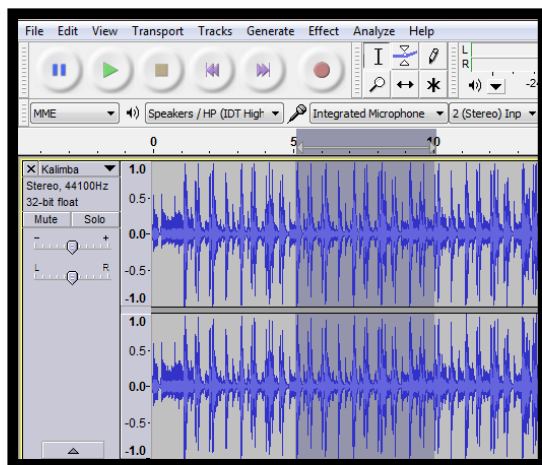 File Edit View Transport Tracks Generate Effect Analyze Help
L
R
-24
MME Speakers / HP (IDT High Integrated Microphone 2 (Stereo) Inp
0 5 10
X Kalimba
Stereo, 44100Hz
32-bit float
Mute Solo
- +
L R
1.0
0.5
0.0
-0.5
-1.0
1.0
0.5
0.0
-0.5
-1.0